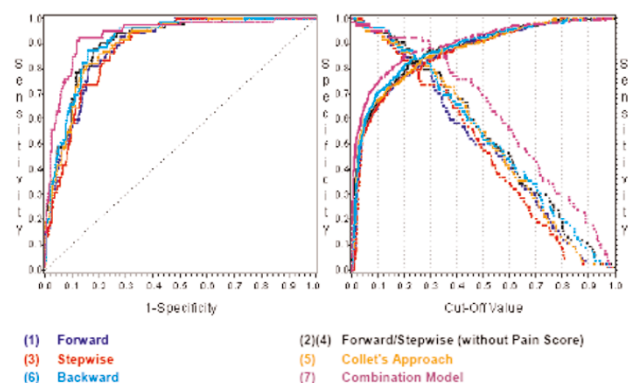 1.0
0.9
0.8
0.7
0.6
0.5
0.4
0.3
0.2
0.1
0.0
Sensitivity
0.0 0.1 0.2 0.3 0.4 0.5 0.6 0.7 0.8 0.9 1.0
1-Specificity
1.0
0.9
0.8
0.7
0.6
0.5
0.4
0.3
0.2
0.1
0.0
Specificity
Sensitivity
0.0 0.1 0.2 0.3 0.4 0.5 0.6 0.7 0.8 0.9 1.0
Cut-Off Value
(1) Forward
(2)(4) Forward/Stepwise (without Pain Score)
(3) Stepwise
(5) Collet's Approach
(6) Backward
(7) Combination Model